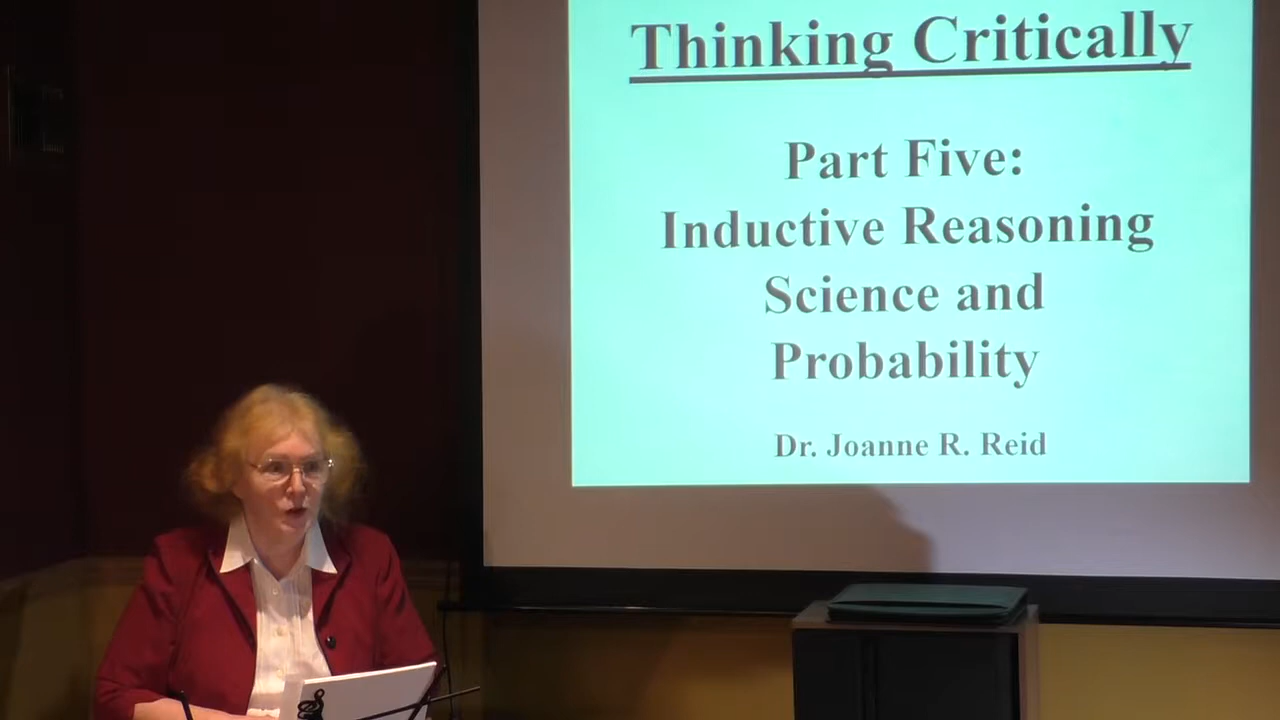 Thinking Critically
Part Five:
Inductive Reasoning
Science and
Probability
Dr. Joanne R. Reid